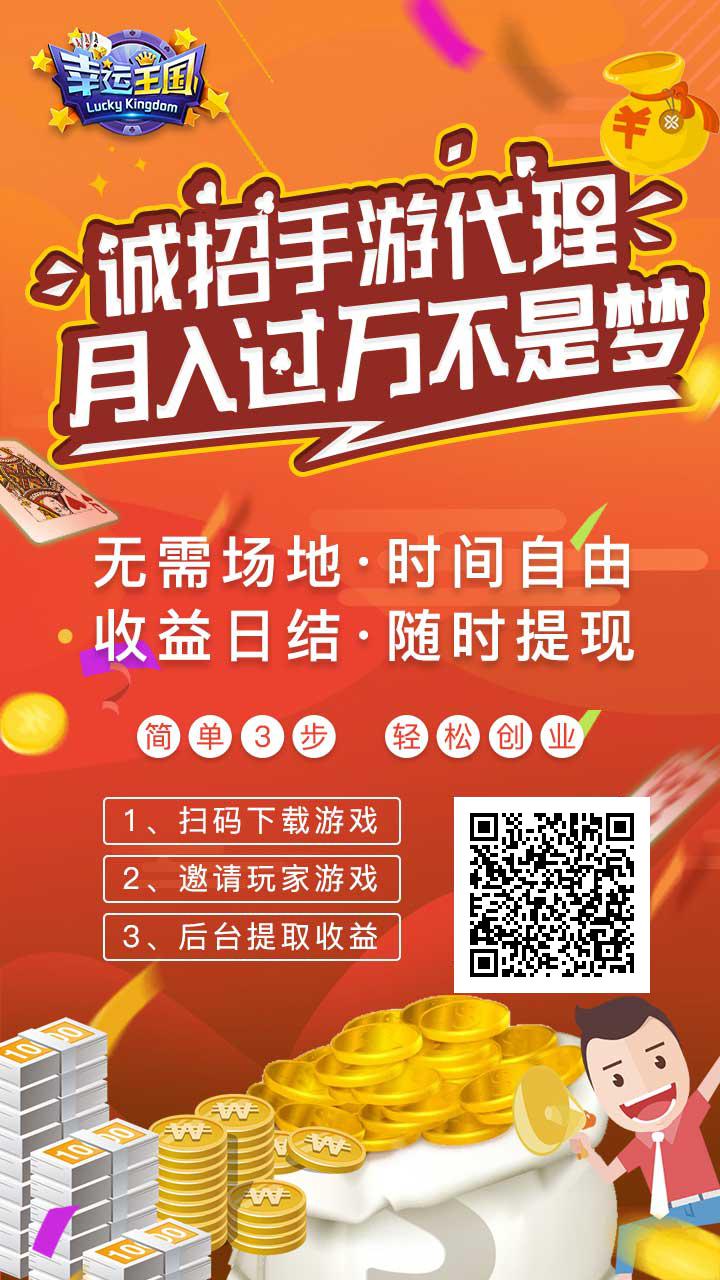 幸运王国
Lucky Kingdom
诚招手游代理
月入过万不是梦
无需场地·时间自由
收益日结·随时提现
简单3步 轻松创业
1、扫码下载游戏
2、邀请玩家游戏
3、后台提取收益